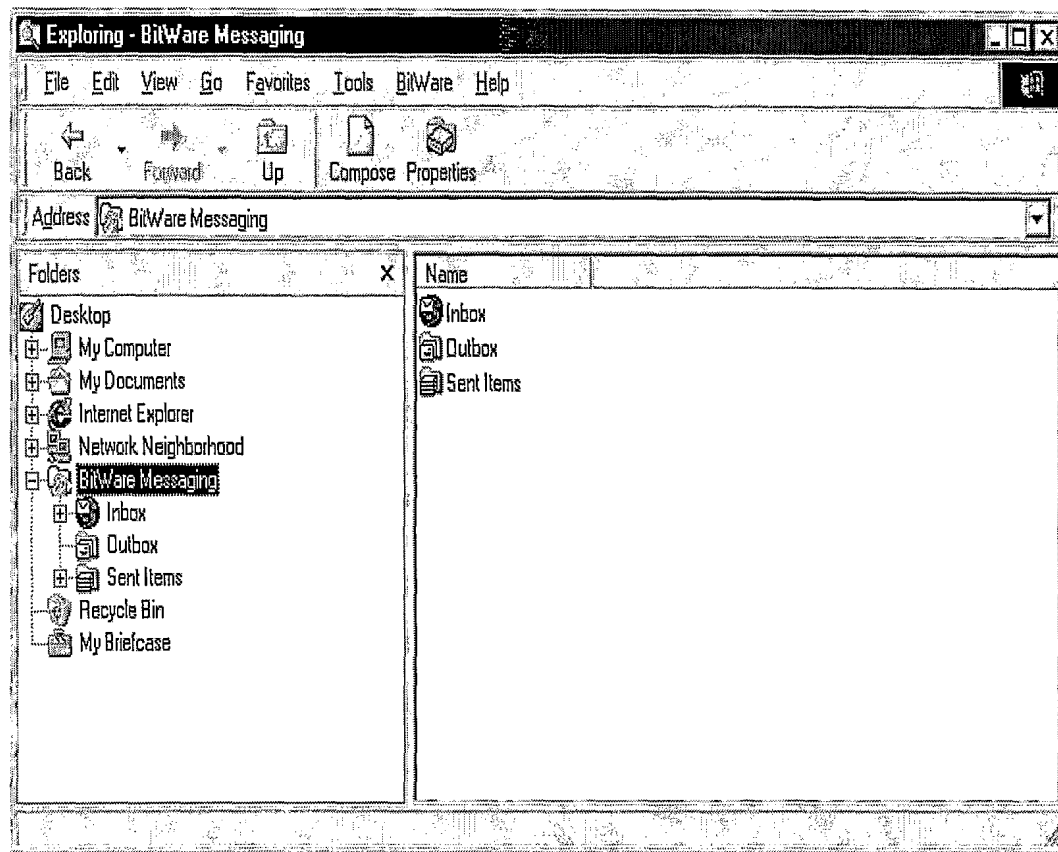 Exploring - BitWare Messaging
File Edit View Go Favorites Tools BitWare Help
Back Forward Up Compose Properties
Address BitWare Messaging
Folders
Desktop
My Computer
My Documents
Internet Explorer
Network Neighborhood
BitWare Messaging
Inbox
Outbox
Sent Items
Recycle Bin
My Briefcase
Name
Inbox
Outbox
Sent Items